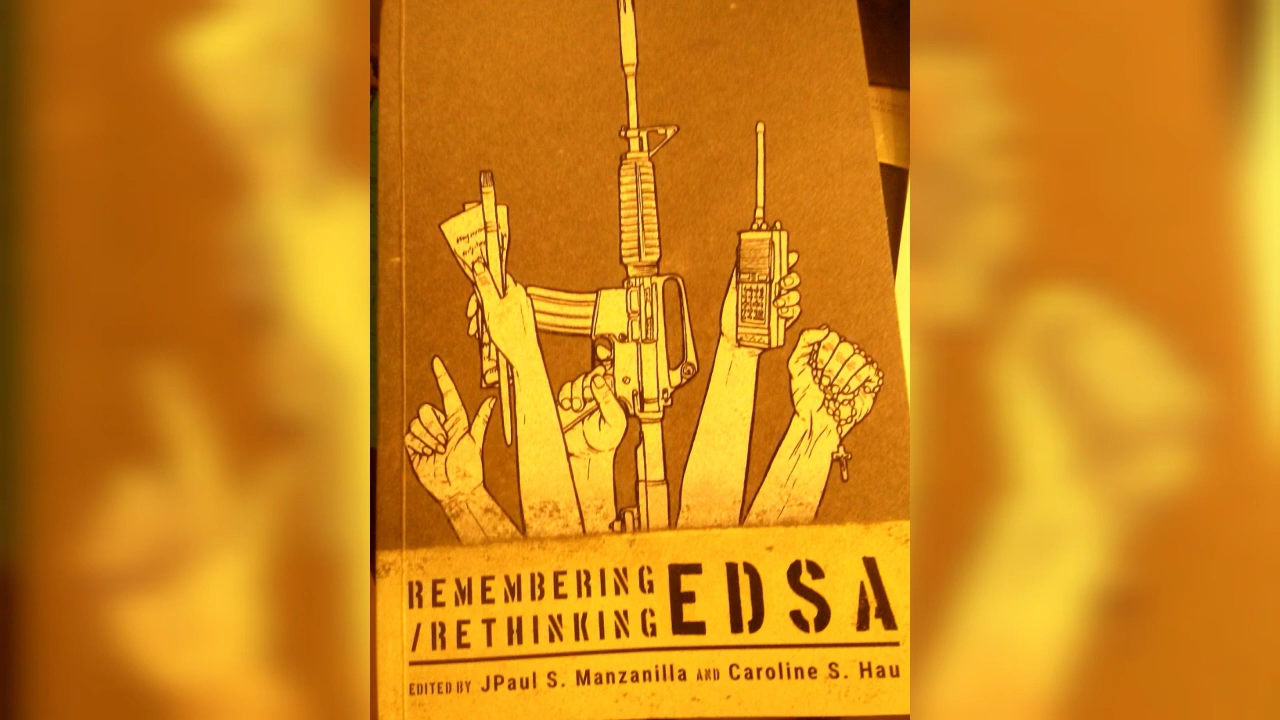 REMEMBERING
/RETHINKING
EDSA
EDITED BY JPaul S. Manzanilla AND Caroline S. Hau